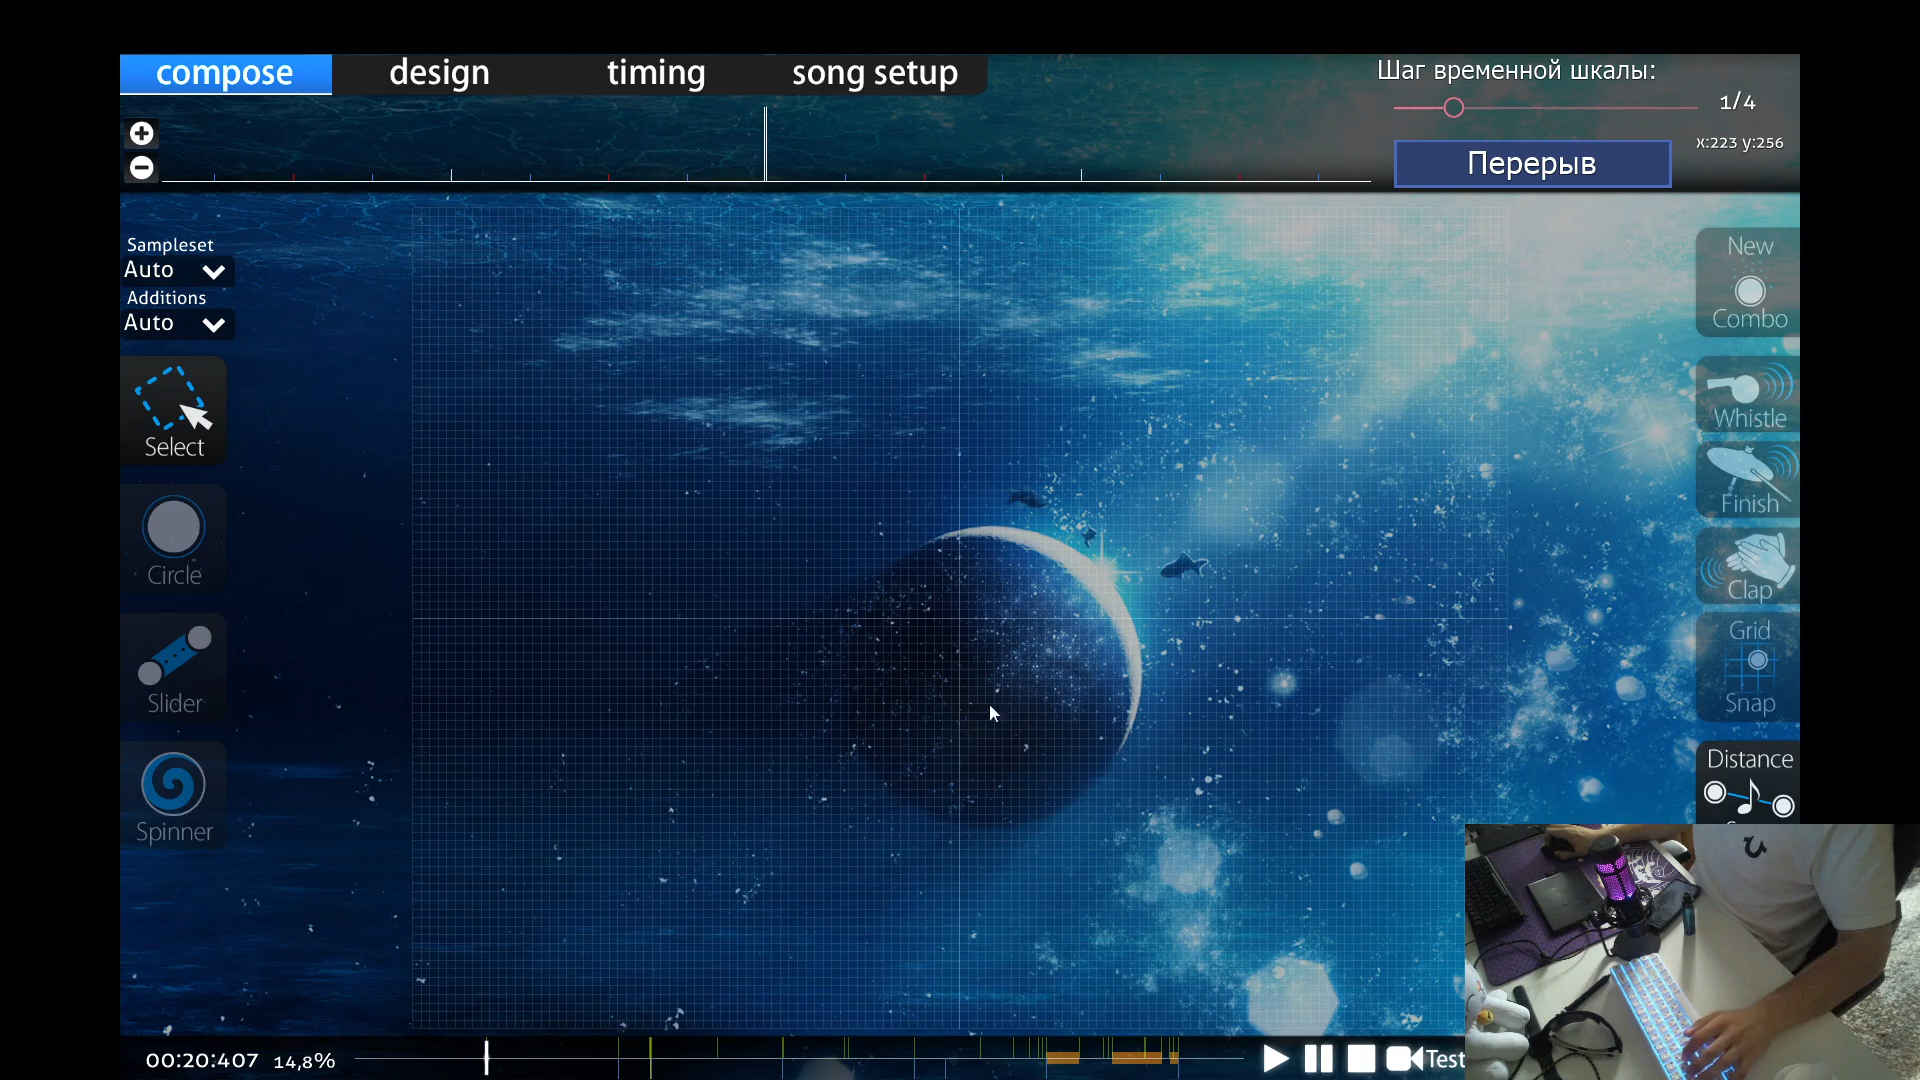 compose design timing song setup
Шаг временной шкалы:
1/4
x:223 y:256
Перерыв
Sampleset
Auto
Additions
Auto
Select
Circle
Slider
Spinner
New
Combo
Whistle
Finish
Clap
Grid
Snap
Distance
ひ
00:20:407 14,8%
Test